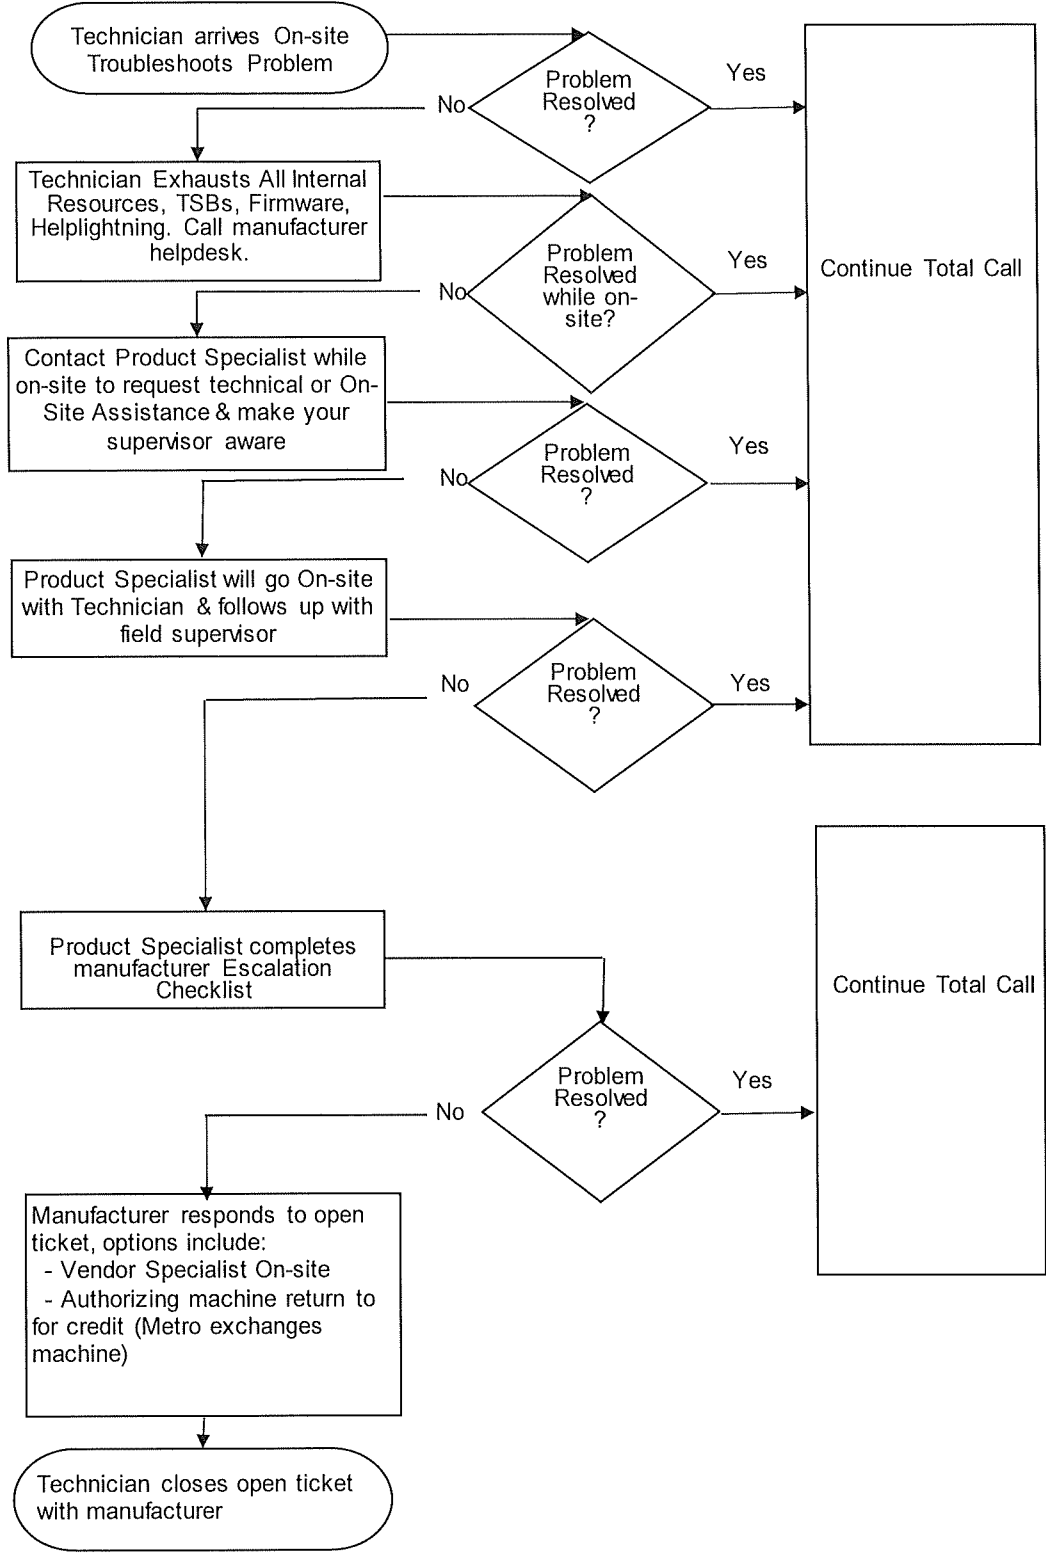 Technician arrives On-site
Troubleshoots Problem
Problem
Resolved
?
Yes
No
Technician Exhausts All Internal
Resources, TSBs, Firmware,
Helplightning. Call manufacturer
helpdesk.
Problem
Resolved
while on-
site?
Yes
No
Continue Total Call
Contact Product Specialist while
on-site to request technical or On-
Site Assistance & make your
supervisor aware
Problem
Resolved
?
Yes
No
Product Specialist will go On-site
with Technician & follows up with
field supervisor
Problem
Resolved
?
Yes
No
Product Specialist completes
manufacturer Escalation
Checklist
Continue Total Call
Problem
Resolved
?
Yes
No
Manufacturer responds to open
ticket, options include:
- Vendor Specialist On-site
- Authorizing machine return to
for credit (Metro exchanges
machine)
Technician closes open ticket
with manufacturer